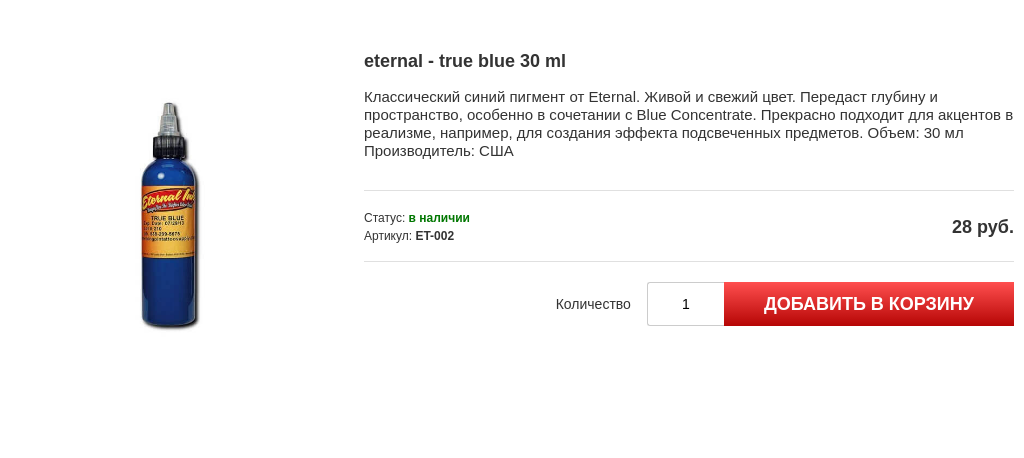 eternal - true blue 30 ml
Классический синий пигмент от Eternal. Живой и свежий цвет. Передаст глубину и
пространство, особенно в сочетании с Blue Concentrate. Прекрасно подходит для акцентов в
реализме, например, для создания эффекта подсвеченных предметов. Объем: 30 мл
Производитель: США
Eternal Ink
TRUE BLUE
Статус: в наличии
Артикул: ET-002
28 руб.
Количество 1 ДОБАВИТЬ В КОРЗИНУ